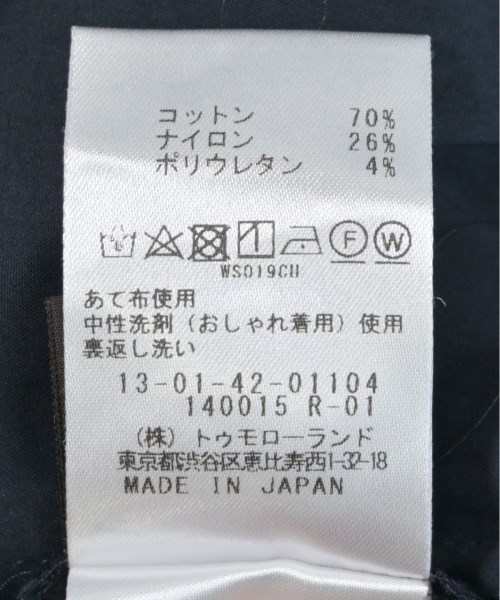 コットン 70%
ナイロン 26%
ポリウレタン 4%
F W
WS019CU
あて布使用
中性洗剤（おしゃれ着用）使用
裏返し洗い
13-01-42-01104
140015 R-01
（株）トゥモローランド
東京都渋谷区恵比寿西1-32-18
MADE IN JAPAN